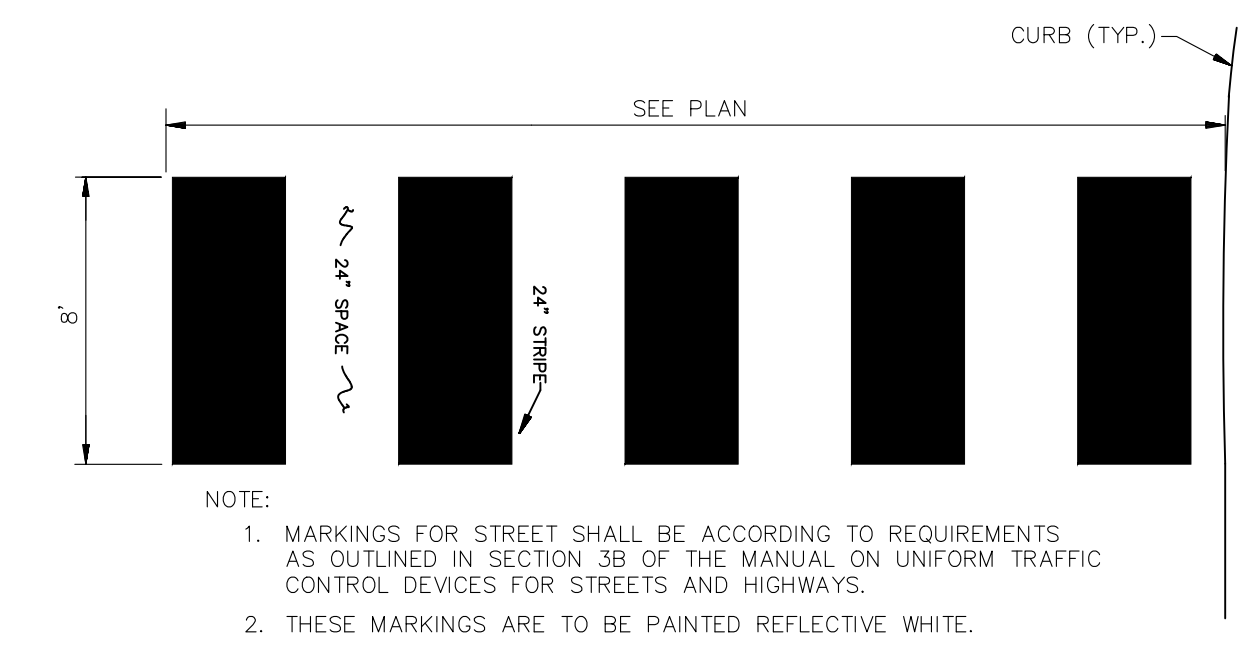 CURB (TYP.)
SEE PLAN
8'
24" SPACE
24" STRIPE
NOTE:
1. MARKINGS FOR STREET SHALL BE ACCORDING TO REQUIREMENTS
AS OUTLINED IN SECTION 3B OF THE MANUAL ON UNIFORM TRAFFIC
CONTROL DEVICES FOR STREETS AND HIGHWAYS.
2. THESE MARKINGS ARE TO BE PAINTED REFLECTIVE WHITE.